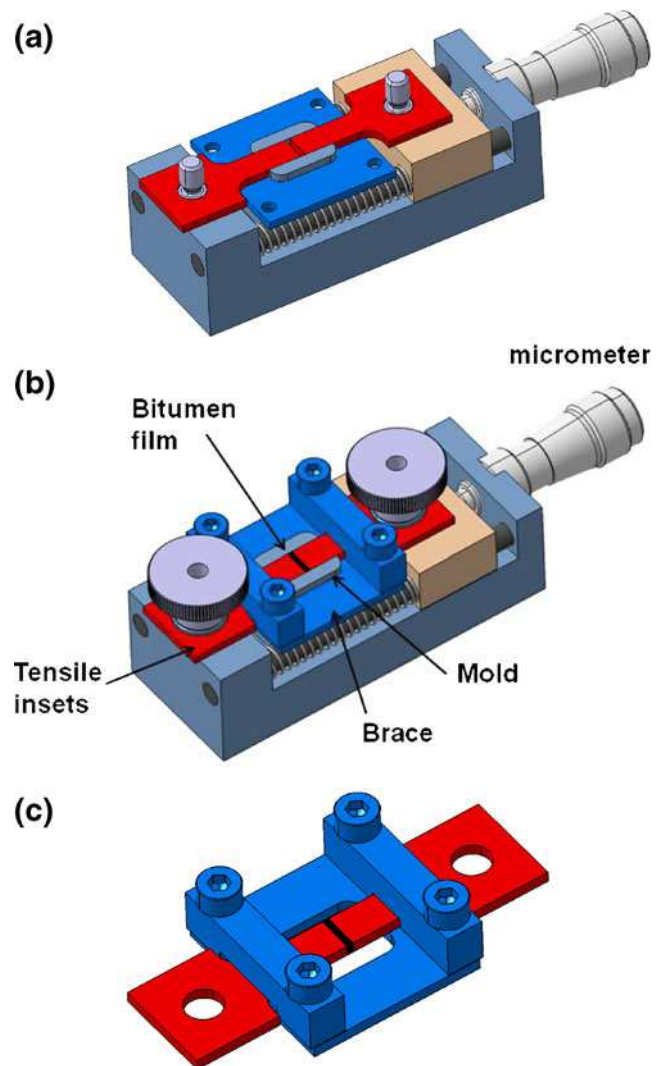 (a)
(b)
micrometer
Bitumen
film
Tensile
insets
Mold
Brace
(c)